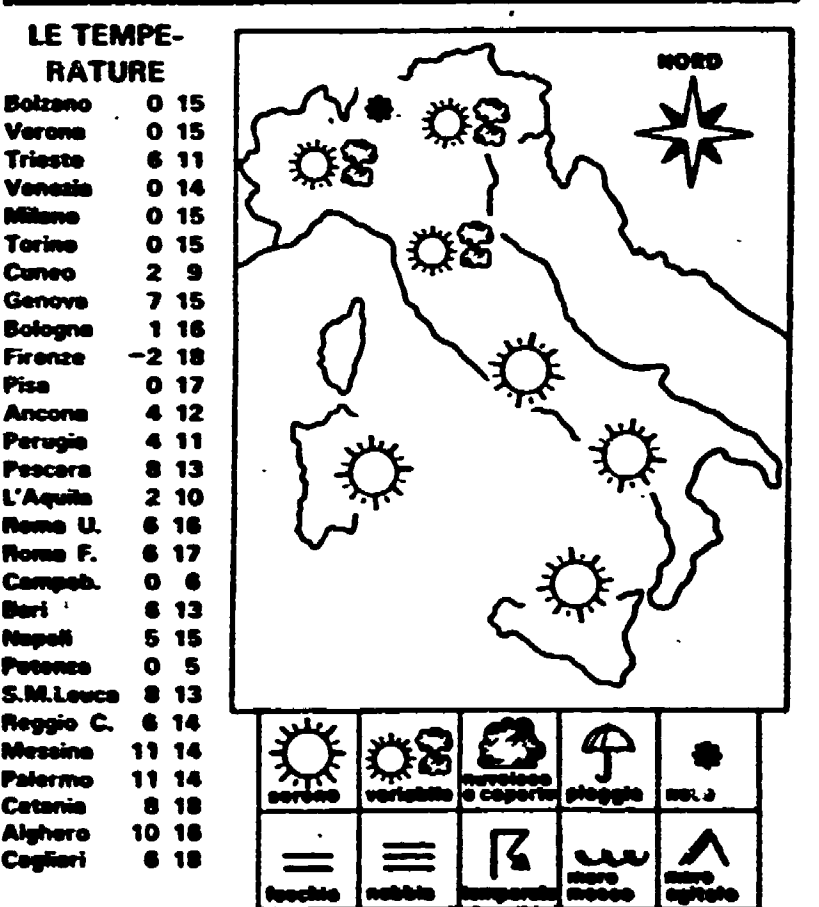 LE TEMPE-
RATURE
Bolzano 0 15
Verona 0 15
Trieste 6 11
Venezia 0 14
Milano 0 15
Torino 0 15
Cuneo 2 9
Genova 7 15
Bologna 1 16
Firenze -2 18
Pisa 0 17
Ancona 4 12
Perugia 4 11
Pescara 8 13
L'Aquila 2 10
Roma U. 6 16
Roma F. 6 17
Campob. 0 6
Bari 6 13
Napoli 5 15
Potenza 0 5
S.M.Leuca 8 13
Reggio C. 6 14
Messina 11 14
Palermo 11 14
Catania 8 18
Alghero 10 16
Cagliari 6 18
NORD
sereno
variabile
nuvoloso
o coperto
pioggia
neve
foschia
nebbia
temporale
mare
mosso
mare
agitato